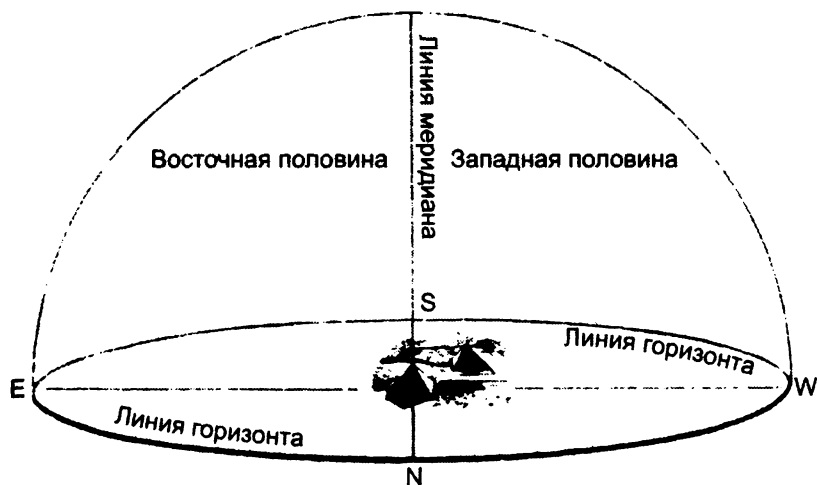 Линия меридиана
Восточная половина
Западная половина
S
Линия горизонта
E
W
Линия горизонта
N